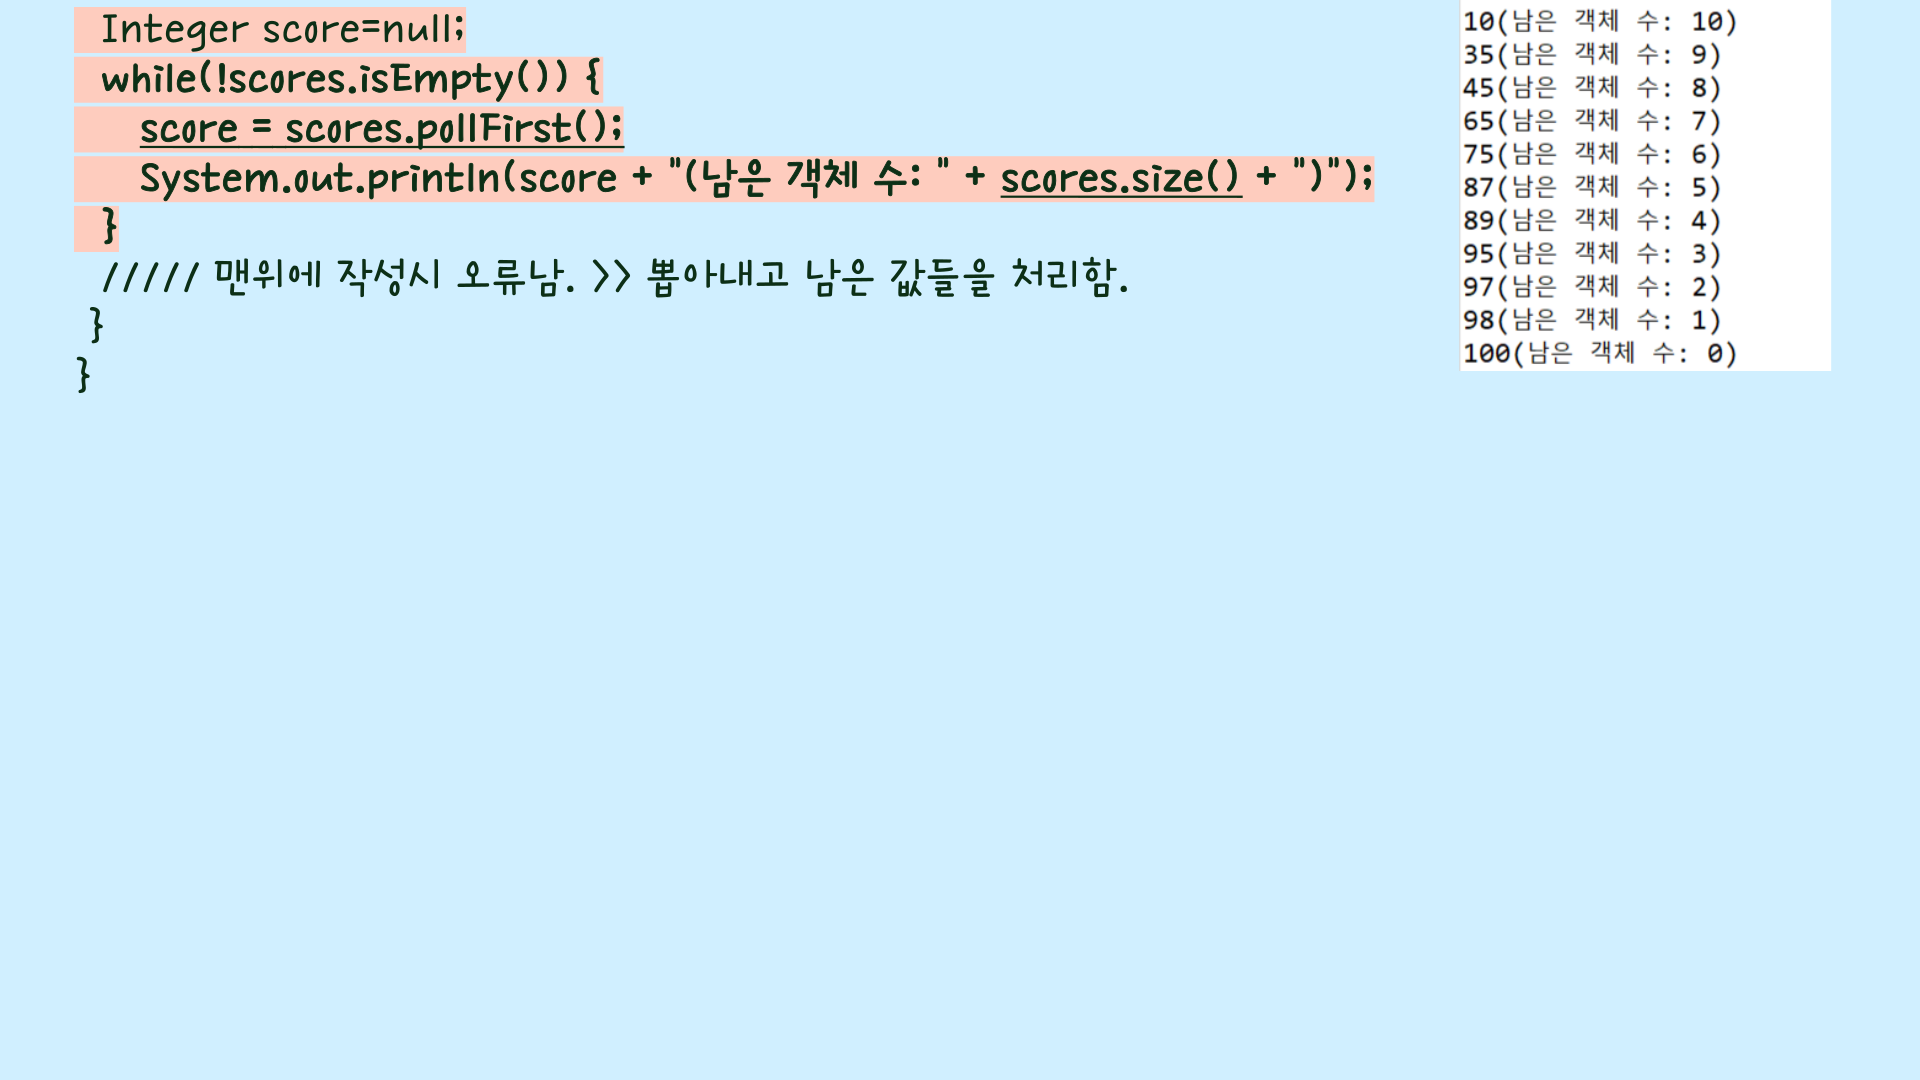 Integer score=null;
while(!scores.isEmpty()) {
score = scores.pollFirst();
System.out.println(score + "(남은 객체 수: " + scores.size() + ")");
}
///// 맨위에 작성시 오류남. >> 뽑아내고 남은 값들을 처리함.
}
}
10(남은 객체 수: 10)
35(남은 객체 수: 9)
45(남은 객체 수: 8)
65(남은 객체 수: 7)
75(남은 객체 수: 6)
87(남은 객체 수: 5)
89(남은 객체 수: 4)
95(남은 객체 수: 3)
97(남은 객체 수: 2)
98(남은 객체 수: 1)
100(남은 객체 수: 0)